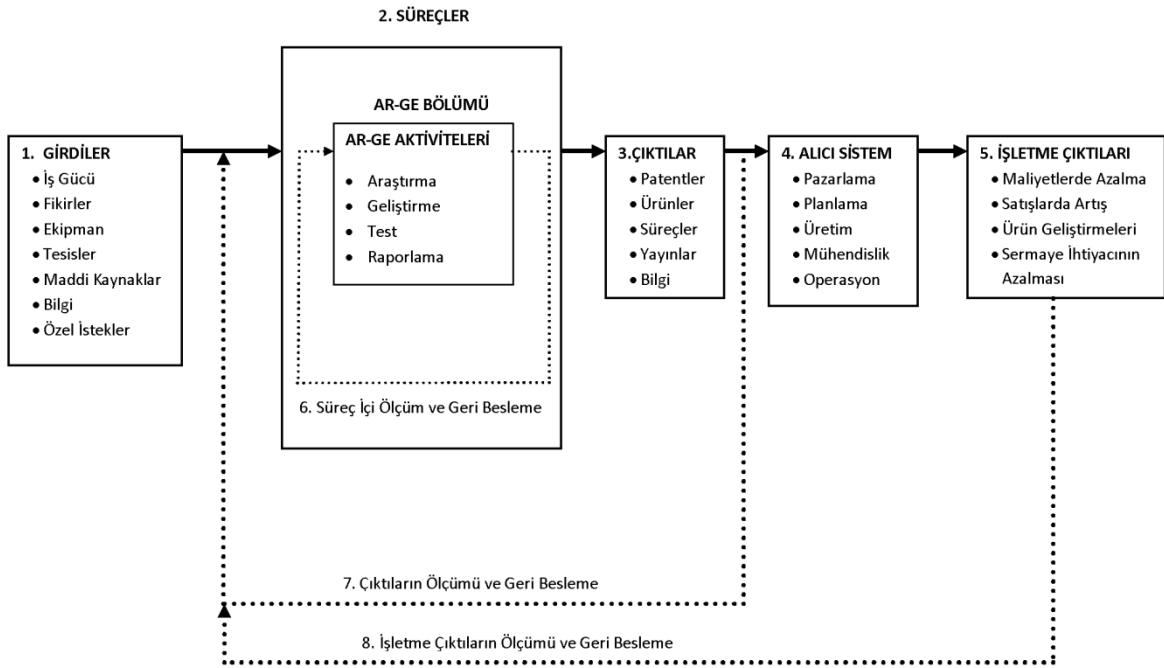 2. SÜREÇLER
AR-GE BÖLÜMÜ
1. GİRDİLER
• İş Gücü
• Fikirler
• Ekipman
• Tesisler
• Maddi Kaynaklar
• Bilgi
• Özel İstekler
AR-GE AKTİVİTELERİ
• Araştırma
• Geliştirme
• Test
• Raporlama
6. Süreç İçi Ölçüm ve Geri Besleme
3.ÇIKTILAR
• Patentler
• Ürünler
• Süreçler
• Yayınlar
• Bilgi
4. ALICI SİSTEM
• Pazarlama
• Planlama
• Üretim
• Mühendislik
• Operasyon
5. İŞLETME ÇIKTILARI
• Maliyetlerde Azalma
• Satışlarda Artış
• Ürün Geliştirmeleri
• Sermaye İhtiyacının
Azalması
7. Çıktıların Ölçümü ve Geri Besleme
8. İşletme Çıktıların Ölçümü ve Geri Besleme